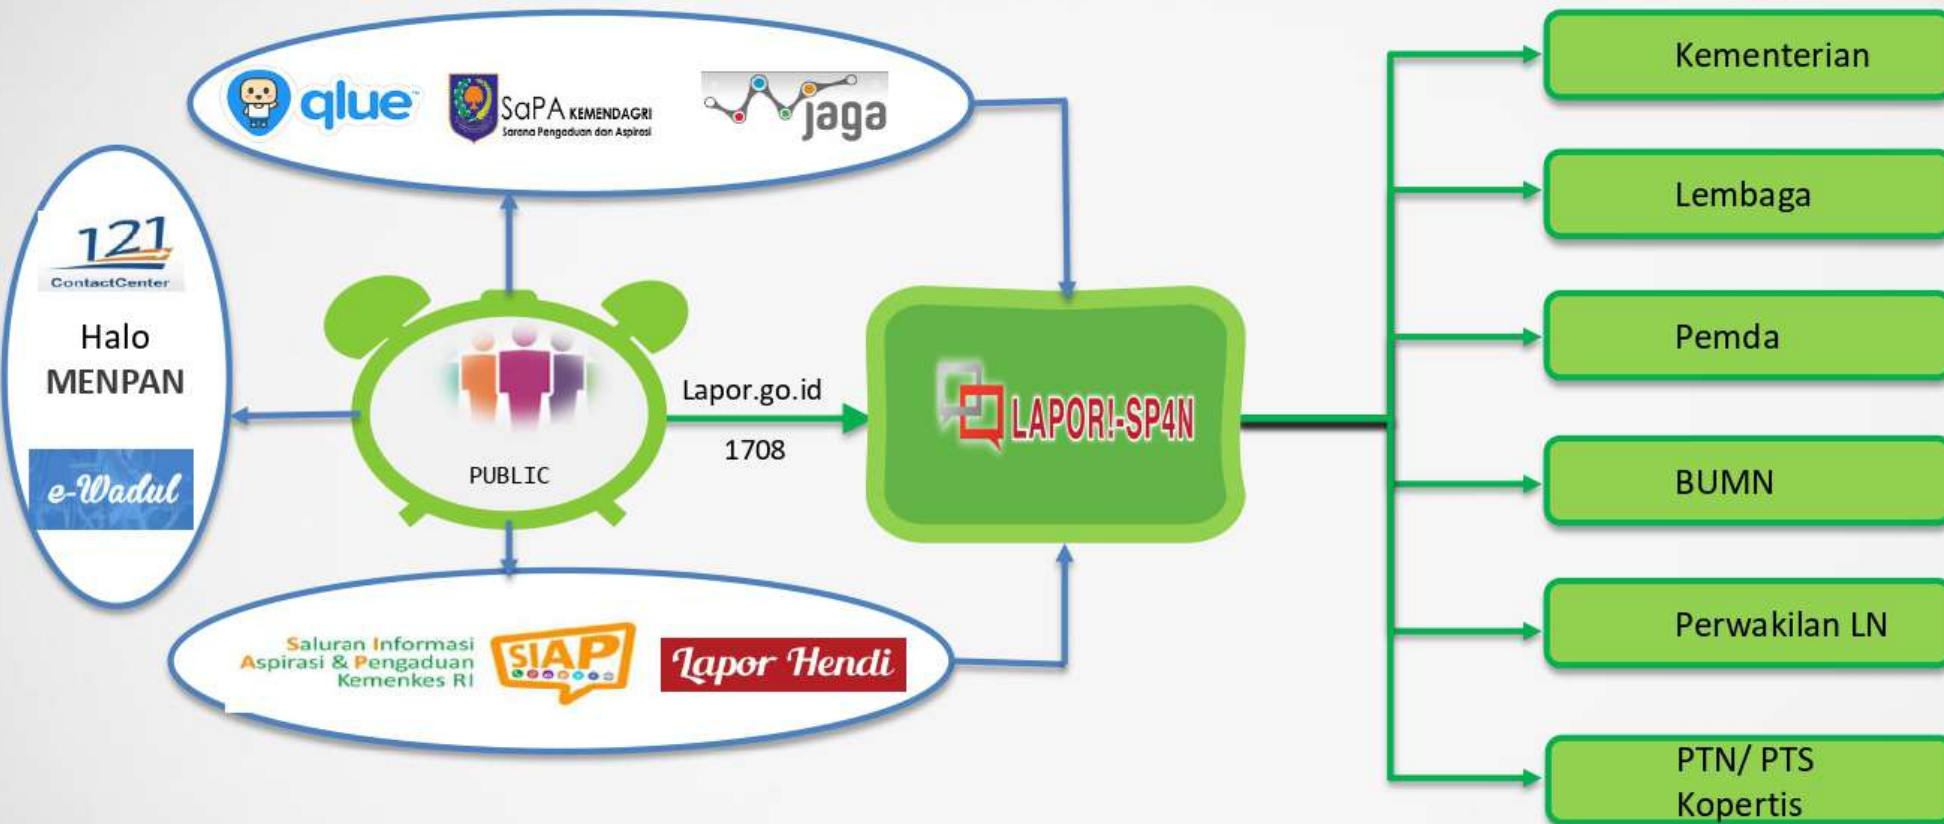 qlue
SaPA KEMENDAGRI
Sarana Pengaduan dan Aspirasi
jaga
121
ContactCenter
Halo
MENPAN
e-Wadul
PUBLIC
Lapor.go.id
1708
LAPOR!-SP4N
Saluran Informasi
Aspirasi & Pengaduan
Kemenkes RI
SIAP
Lapor Hendi
Kementerian
Lembaga
Pemda
BUMN
Perwakilan LN
PTN/ PTS
Kopertis